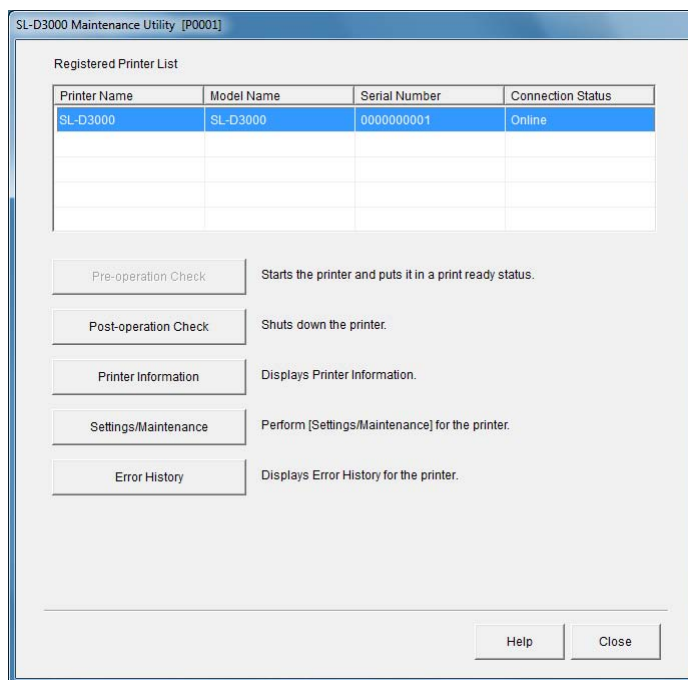 SL-D3000 Maintenance Utility [P0001]
Registered Printer List
Printer Name Model Name Serial Number Connection Status
SL-D3000 SL-D3000 0000000001 Online
Pre-operation Check Starts the printer and puts it in a print ready status.
Post-operation Check Shuts down the printer.
Printer Information Displays Printer Information.
Settings/Maintenance Perform [Settings/Maintenance] for the printer.
Error History Displays Error History for the printer.
Help Close